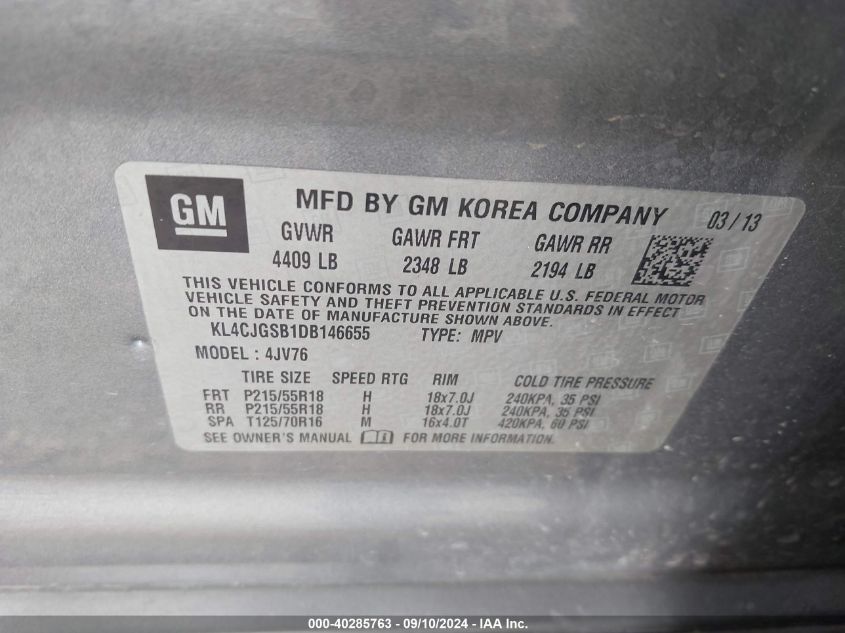 GM
MFD BY GM KOREA COMPANY 03/13
GVWR GAWR FRT GAWR RR
4409 LB 2348 LB 2194 LB
THIS VEHICLE CONFORMS TO ALL APPLICABLE U.S. FEDERAL MOTOR
VEHICLE SAFETY AND THEFT PREVENTION STANDARDS IN EFFECT
ON THE DATE OF MANUFACTURE SHOWN ABOVE.
KL4CJGSB1DB146655 TYPE: MPV
MODEL : 4JV76
TIRE SIZE SPEED RTG RIM COLD TIRE PRESSURE
FRT P215/55R18 H 18x7.0J 240KPA, 35 PSI
RR P215/55R18 H 18x7.0J 240KPA, 35 PSI
SPA T125/70R16 M 16x4.0T 420KPA, 60 PSI
SEE OWNER'S MANUAL FOR MORE INFORMATION.
000-40285763 - 09/10/2024 - IAA Inc.